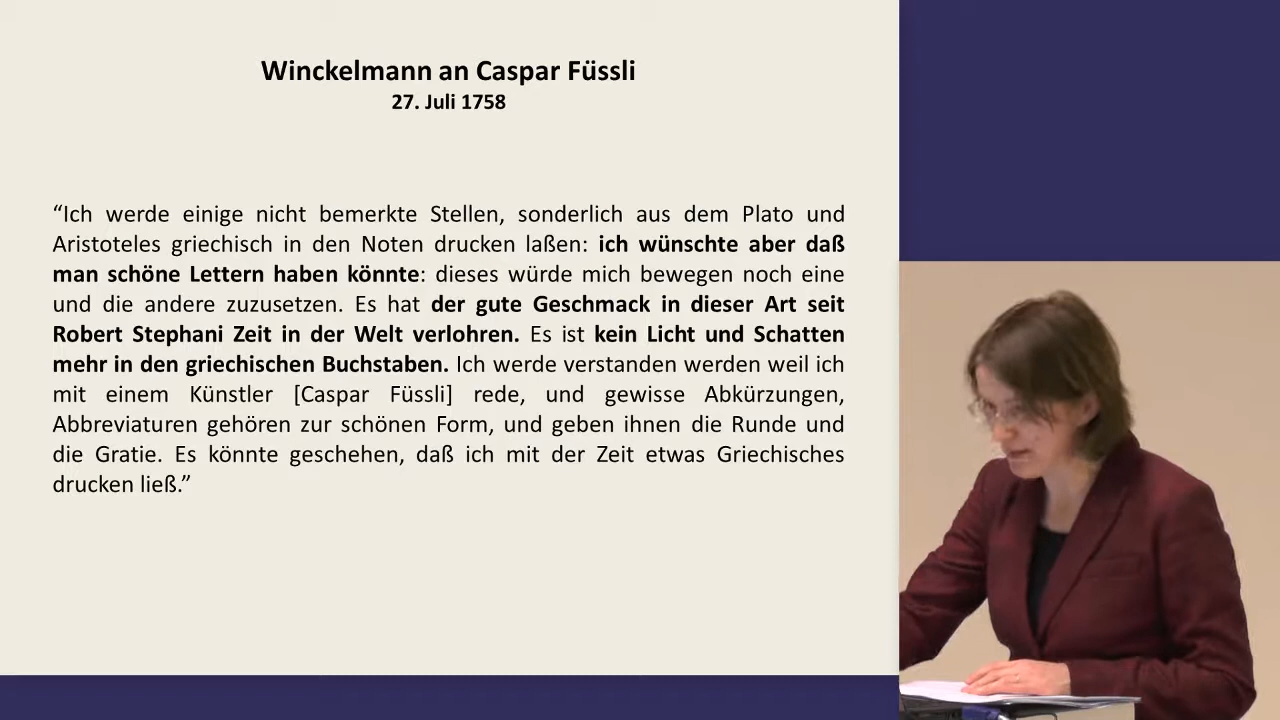 Winckelmann an Caspar Füssli
27. Juli 1758
“Ich werde einige nicht bemerkte Stellen, sonderlich aus dem Plato und
Aristoteles griechisch in den Noten drucken laßen: ich wünschte aber daß
man schöne Lettern haben könnte: dieses würde mich bewegen noch eine
und die andere zuzusetzen. Es hat der gute Geschmack in dieser Art seit
Robert Stephani Zeit in der Welt verlohren. Es ist kein Licht und Schatten
mehr in den griechischen Buchstaben. Ich werde verstanden werden weil ich
mit einem Künstler [Caspar Füssli] rede, und gewisse Abkürzungen,
Abbreviaturen gehören zur schönen Form, und geben ihnen die Runde und
die Gratie. Es könnte geschehen, daß ich mit der Zeit etwas Griechisches
drucken ließ.”